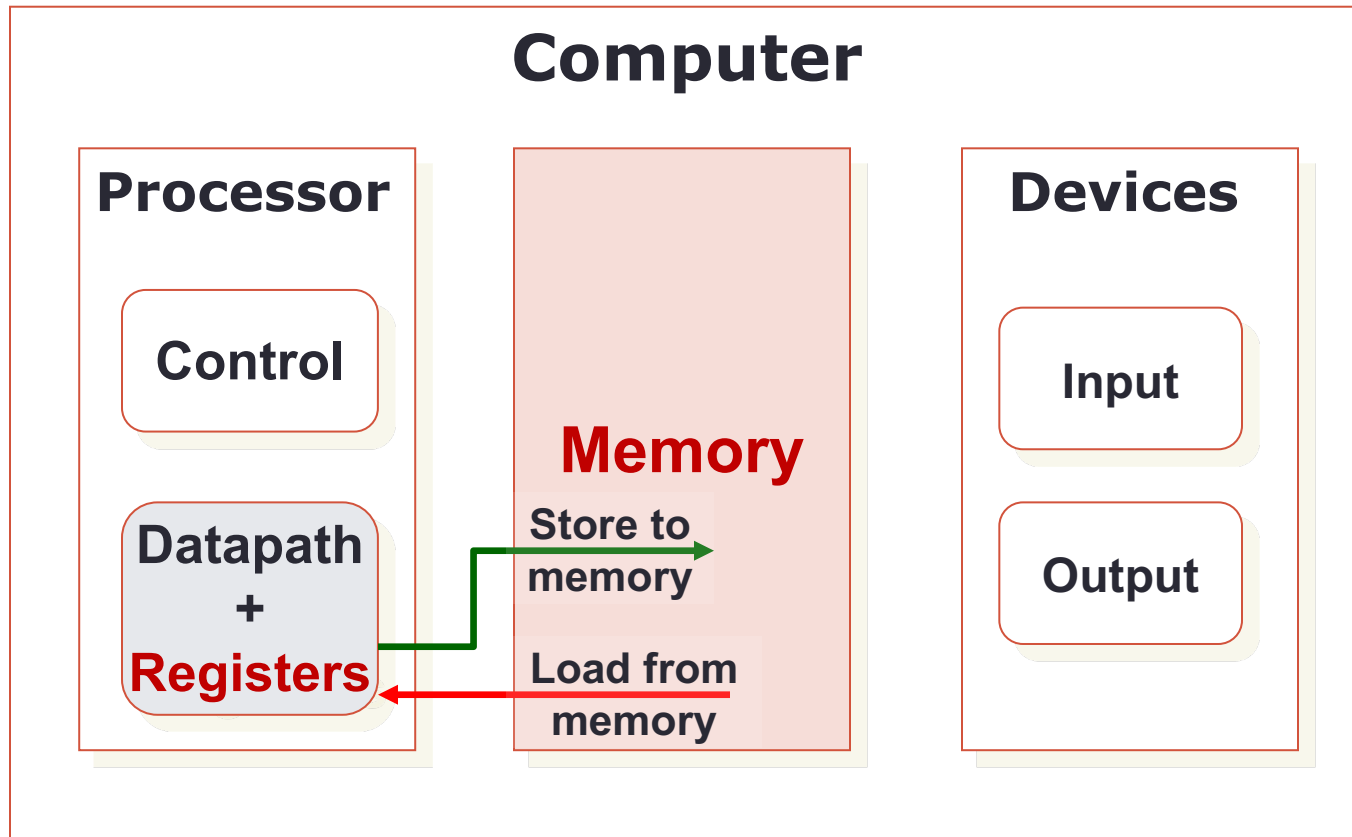 Computer
Processor
Control
Datapath
+
Registers
Memory
Store to
memory
Load from
memory
Devices
Input
Output